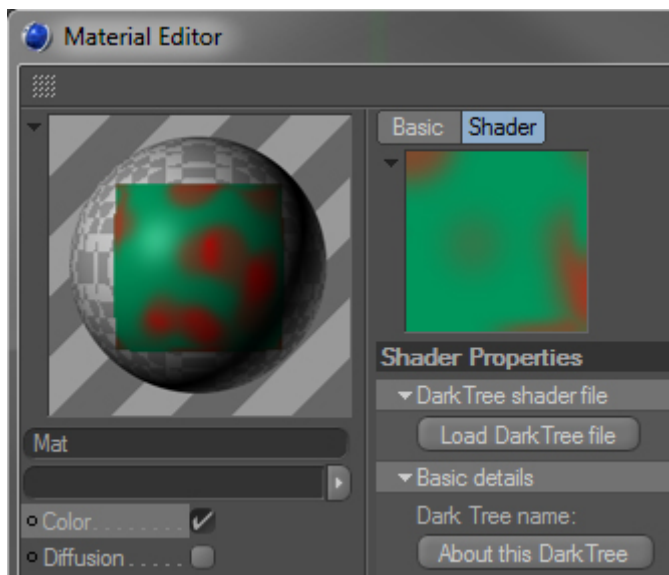 Material Editor
Basic Shader
Shader Properties
DarkTree shader file
Load DarkTree file
Mat
Basic details
Color........
Dark Tree name:
Diffusion.....
About this DarkTree